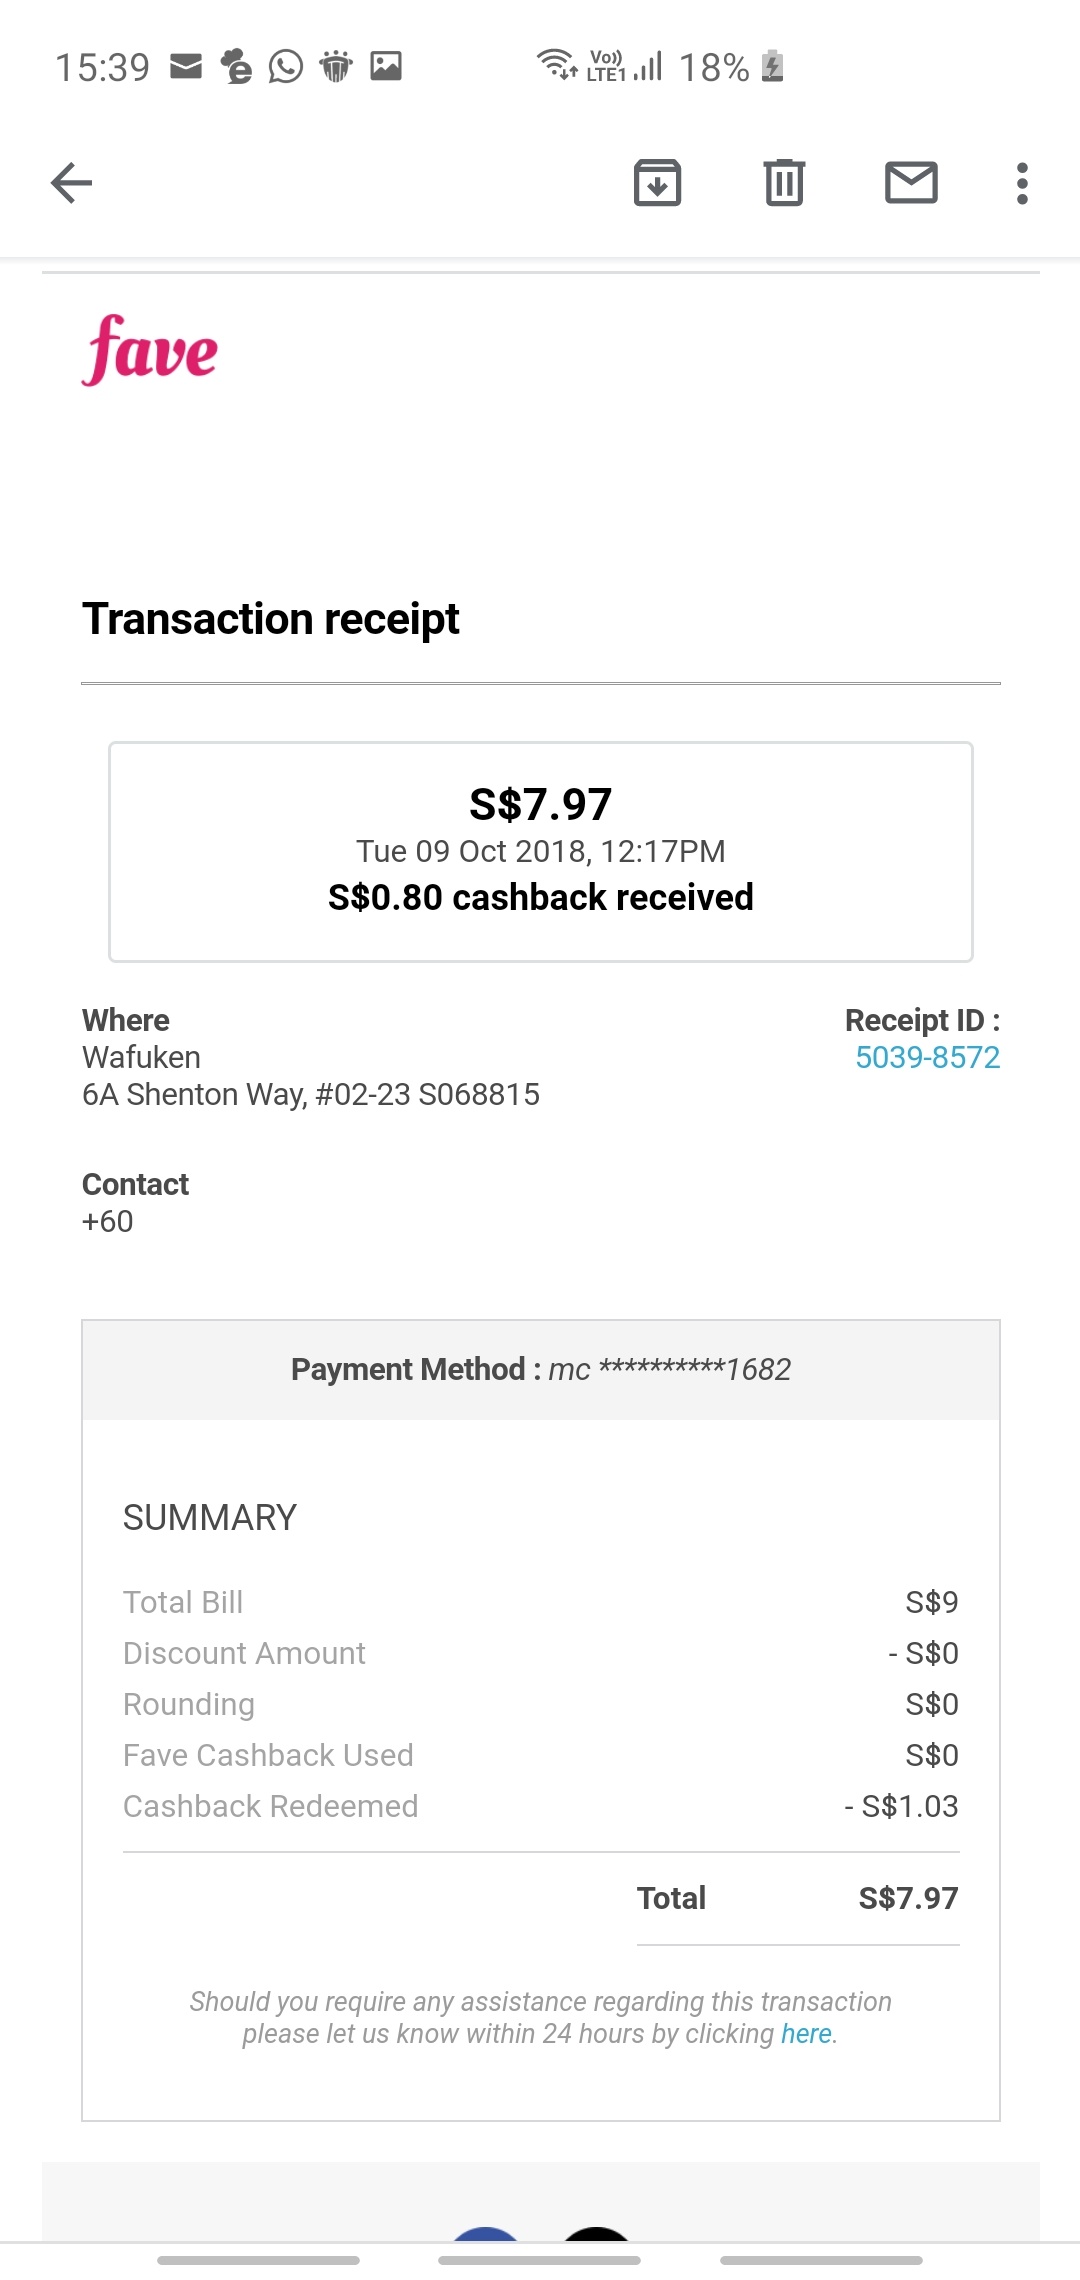 15:39 Vo)) LTE1 18%
fave
Transaction receipt
S$7.97
Tue 09 Oct 2018, 12:17PM
S$0.80 cashback received
Where
Receipt ID :
Wafuken
5039-8572
6A Shenton Way, #02-23 S068815
Contact
+60
Payment Method : mc **********1682
SUMMARY
Total Bill S$9
Discount Amount - S$0
Rounding S$0
Fave Cashback Used S$0
Cashback Redeemed - S$1.03
Total S$7.97
Should you require any assistance regarding this transaction
please let us know within 24 hours by clicking here.